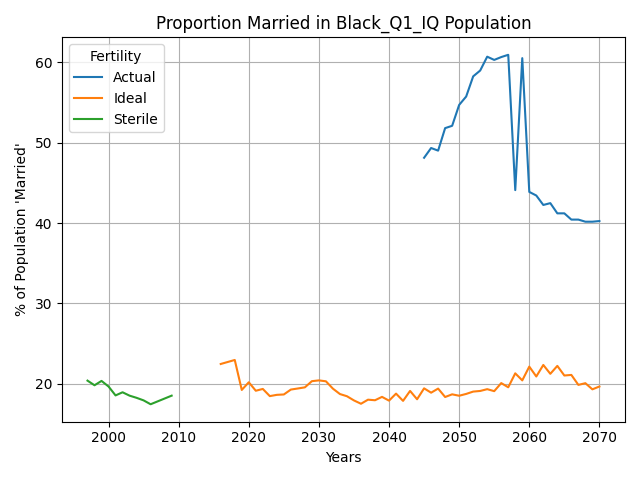 Proportion Married in Black_Q1_IQ Population
Fertility
Actual
Ideal
Sterile
% of Population 'Married'
60
50
40
30
20
2000 2010 2020 2030 2040 2050 2060 2070
Years